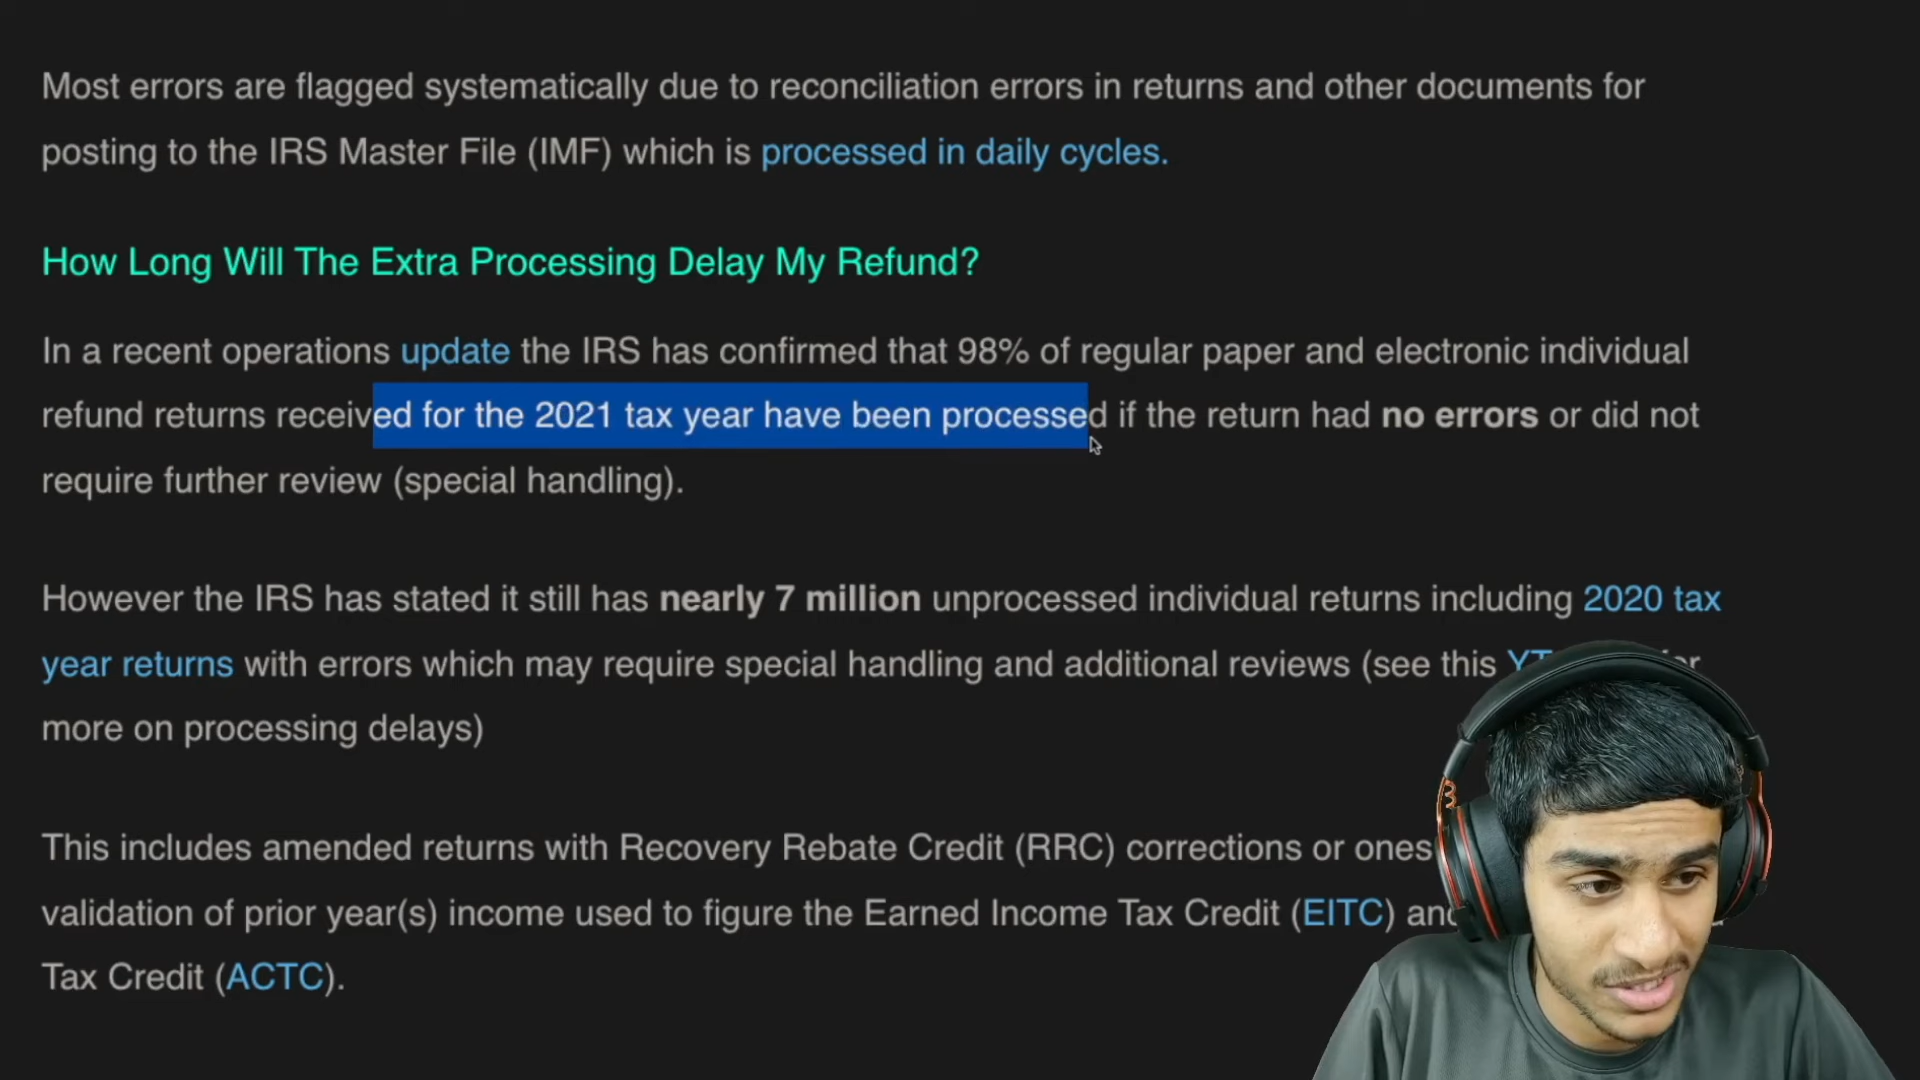 Most errors are flagged systematically due to reconciliation errors in returns and other documents for
posting to the IRS Master File (IMF) which is processed in daily cycles.
How Long Will The Extra Processing Delay My Refund?
In a recent operations update the IRS has confirmed that 98% of regular paper and electronic individual
refund returns received for the 2021 tax year have been processed if the return had no errors or did not
require further review (special handling).
However the IRS has stated it still has nearly 7 million unprocessed individual returns including 2020 tax
year returns with errors which may require special handling and additional reviews (see this
more on processing delays)
This includes amended returns with Recovery Rebate Credit (RRC) corrections or ones
validation of prior year(s) income used to figure the Earned Income Tax Credit (EITC)
Tax Credit (ACTC).